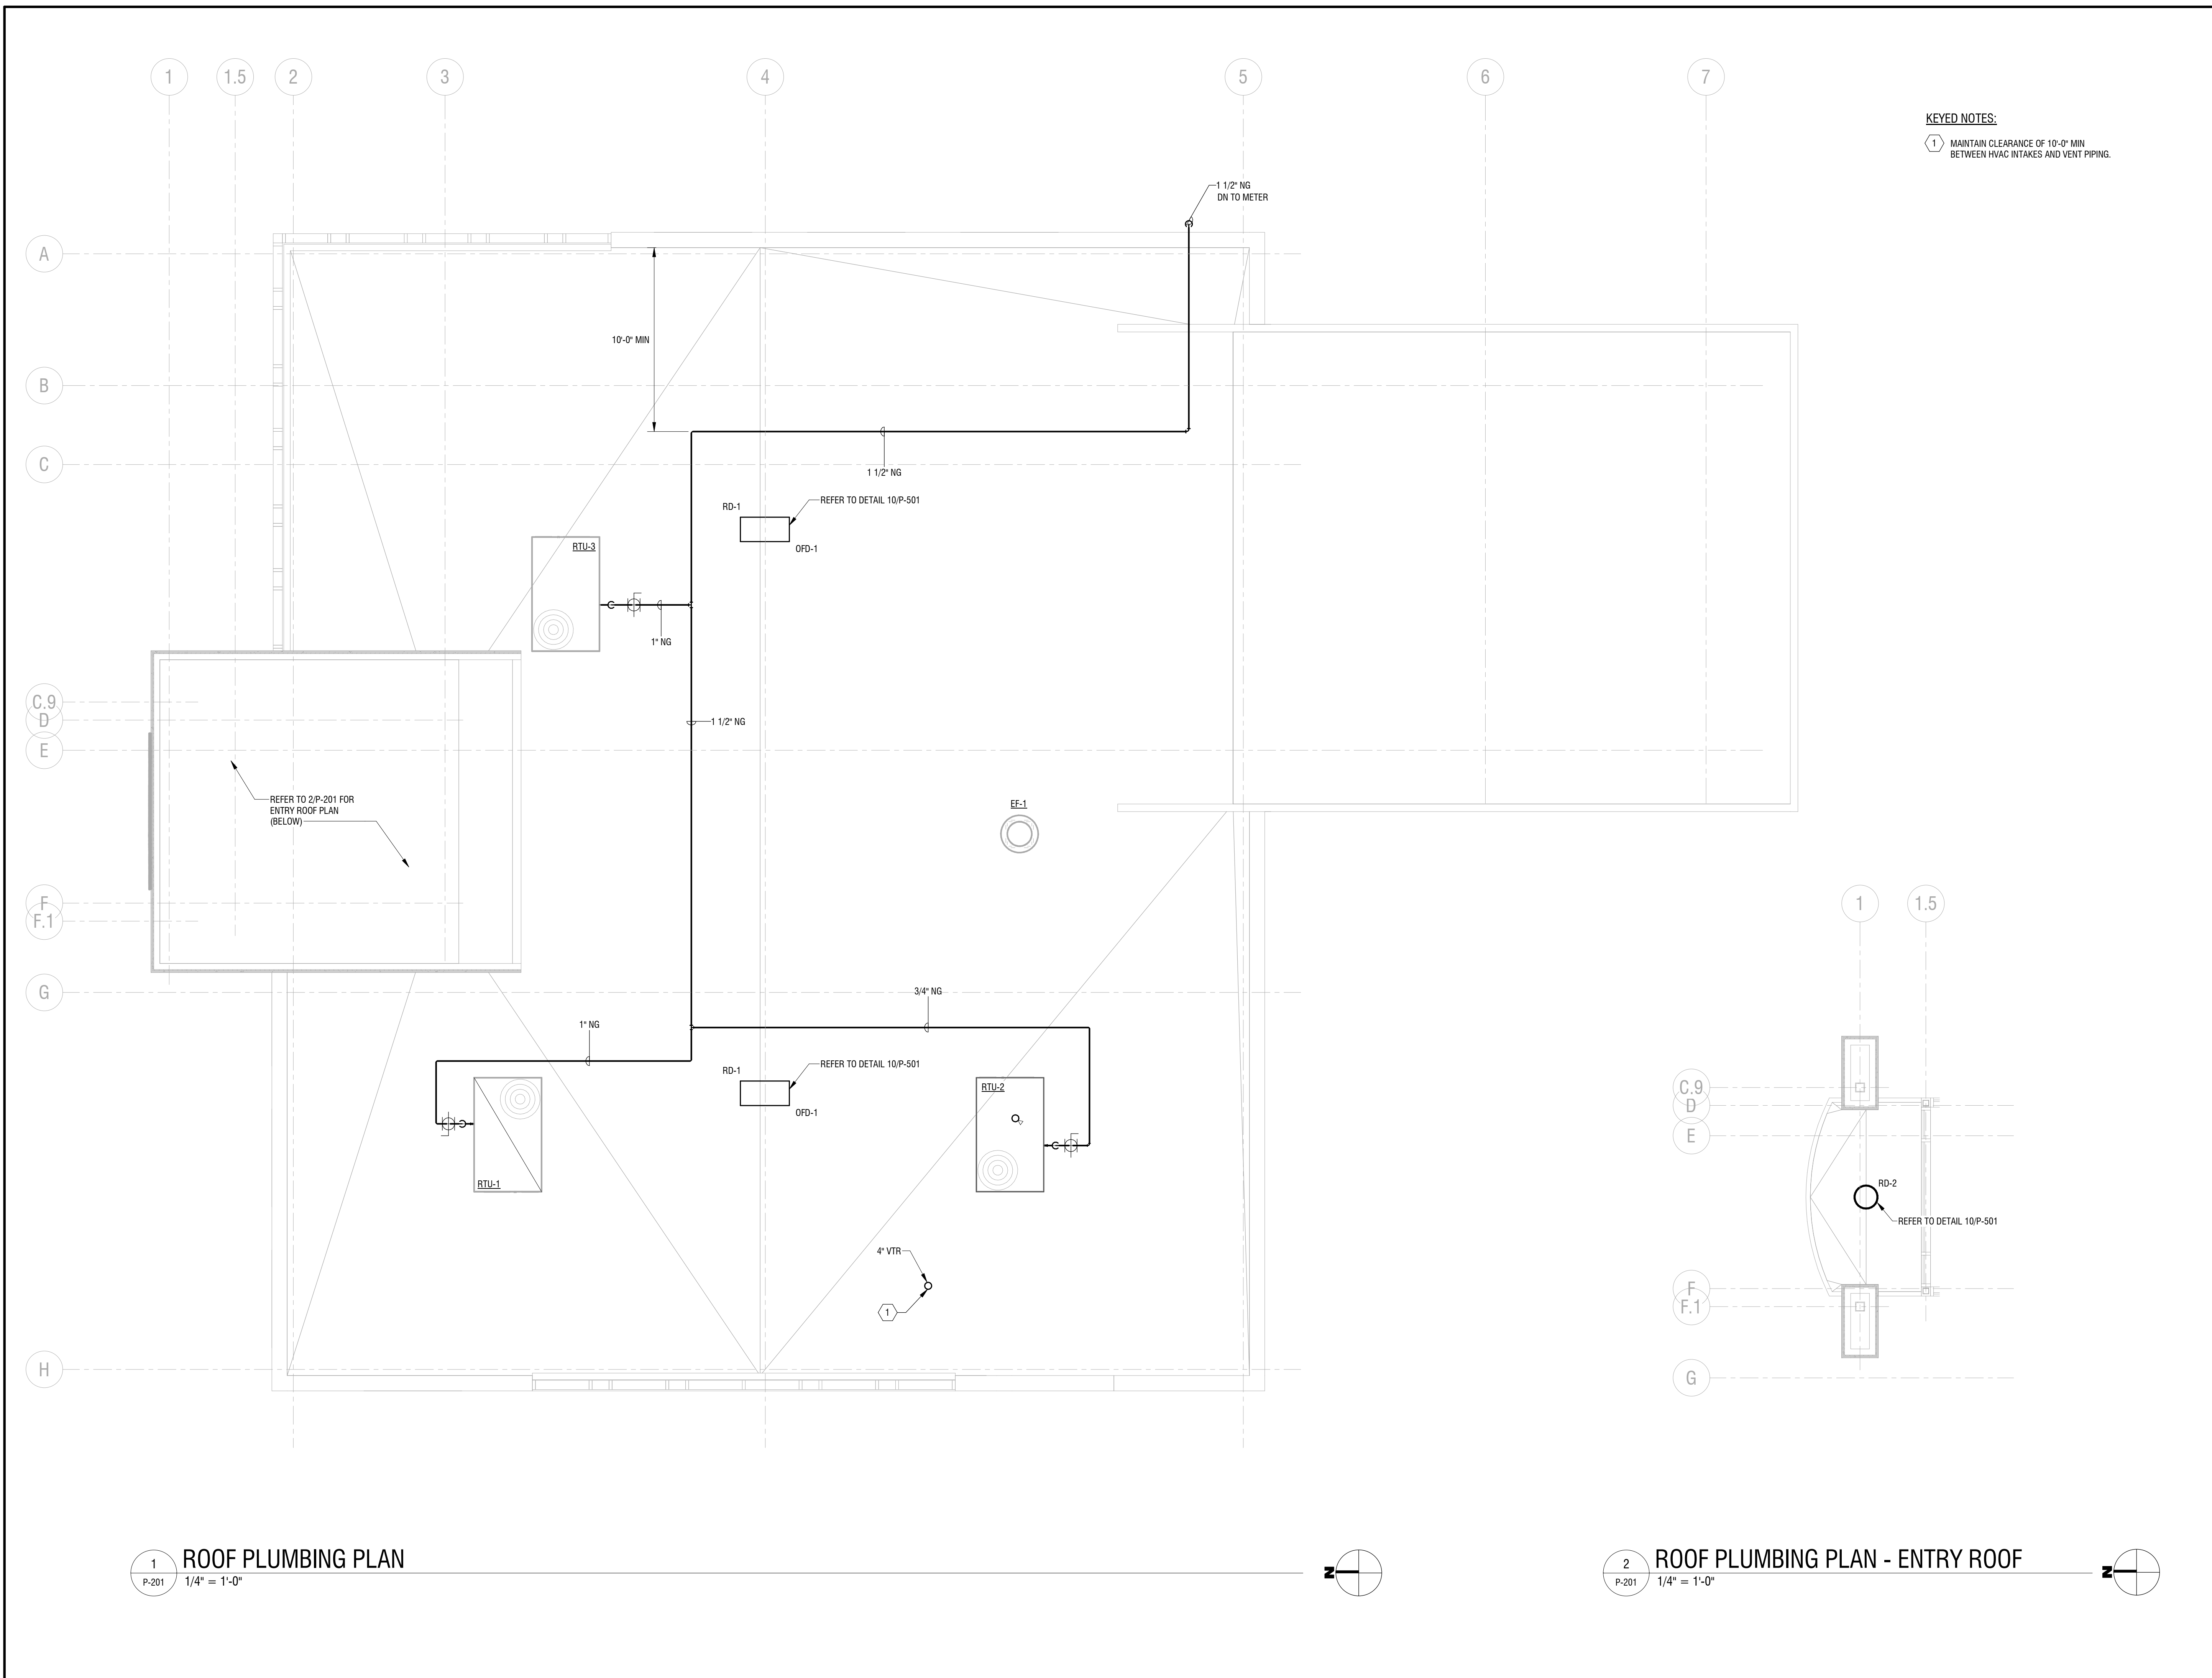 1
1.5
2
3
4
5
6
7
KEYED NOTES:
1 MAINTAIN CLEARANCE OF 10'-0" MIN
BETWEEN HVAC INTAKES AND VENT PIPING.
1 1/2" NG
DN TO METER
A
10'-0" MIN
B
C
1 1/2" NG
RD-1
REFER TO DETAIL 10/P-501
OFD-1
RTU-3
1" NG
C.9
D
E
1 1/2" NG
REFER TO 2/P-201 FOR
ENTRY ROOF PLAN
(BELOW)
EF-1
F
F.1
G
3/4" NG
1" NG
RD-1
REFER TO DETAIL 10/P-501
OFD-1
RTU-2
RTU-1
4" VTR
1
H
1
1.5
C.9
D
E
RD-2
REFER TO DETAIL 10/P-501
F
F.1
G
1
P-201
ROOF PLUMBING PLAN
1/4" = 1'-0"
N
2
P-201
ROOF PLUMBING PLAN - ENTRY ROOF
1/4" = 1'-0"
N